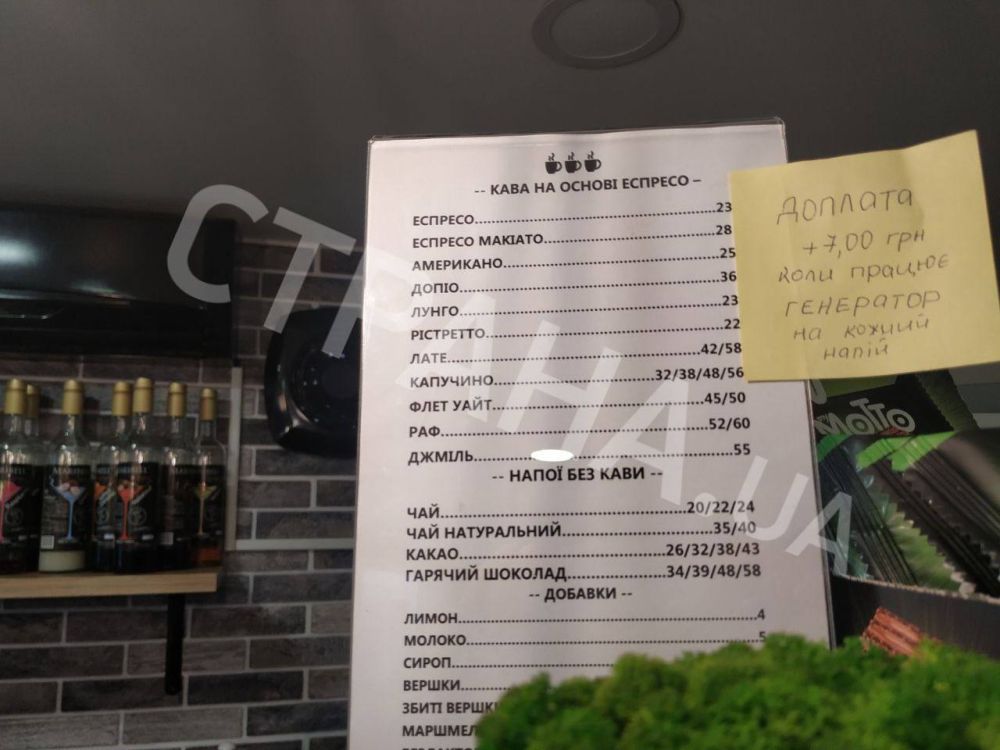 -- КАВА НА ОСНОВІ ЕСПРЕСО –
ЕСПРЕСО...........................................................23
ЕСПРЕСО МАКІАТО..........................................28
АМЕРИКАНО.....................................................25
ДОПІО..............................................................36
ЛУНГО..............................................................23
РІСТРЕТТО........................................................22
ЛАТЕ.............................................................42/58
КАПУЧИНО...........................................32/38/48/56
ФЛЕТ УАЙТ....................................................45/50
РАФ...............................................................52/60
ДЖМІЛЬ.............................................................55
-- НАПОЇ БЕЗ КАВИ --
ЧАЙ............................................................20/22/24
ЧАЙ НАТУРАЛЬНИЙ.......................................35/40
КАКАО...................................................26/32/38/43
ГАРЯЧИЙ ШОКОЛАД..........................34/39/48/58
-- ДОБАВКИ --
ЛИМОН................................................................4
МОЛОКО..............................................................5
СИРОП
ВЕРШКИ
ЗБИТІ
ДОПЛАТА
+7,00 грн
коли працює
ГЕНЕРАТОР
на кожний
напій
MOTTO
СТРАНА.UA